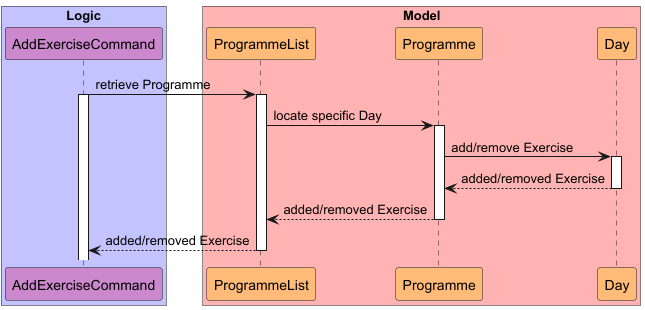 Logic
Model
AddExerciseCommand
ProgrammeList
Programme
Day
retrieve Programme
locate specific Day
add/remove Exercise
added/removed Exercise
added/removed Exercise
added/removed Exercise
AddExerciseCommand
ProgrammeList
Programme
Day